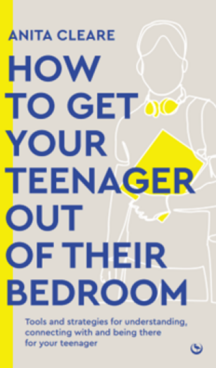 ANITA CLEARE
HOW
TO GET
YOUR
TEENAGER
OUT
OF THEIR
BEDROOM
Tools and strategies for understanding,
connecting with and being there
for your teenager